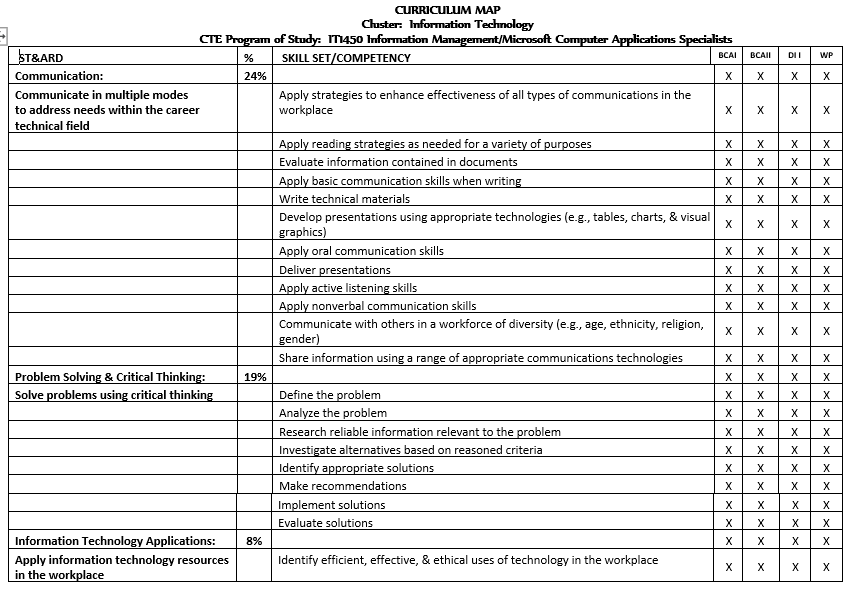 CURRICULUM MAP
Cluster: Information Technology
CTE Program of Study: IT1450 Information Management/Microsoft Computer Applications Specialists
ST&ARD % SKILL SET/COMPETENCY BCAI BCAII DI I WP
Communication: 24% X X X X
Communicate in multiple modes
to address needs within the career
technical field
Apply strategies to enhance effectiveness of all types of communications in the
workplace
X X X X
Apply reading strategies as needed for a variety of purposes X X X X
Evaluate information contained in documents X X X X
Apply basic communication skills when writing X X X X
Write technical materials X X X X
Develop presentations using appropriate technologies (e.g., tables, charts, & visual
graphics)
X X X X
Apply oral communication skills X X X X
Deliver presentations X X X X
Apply active listening skills X X X X
Apply nonverbal communication skills X X X X
Communicate with others in a workforce of diversity (e.g., age, ethnicity, religion,
gender)
X X X X
Share information using a range of appropriate communications technologies X X X X
Problem Solving & Critical Thinking: 19% X X X X
Solve problems using critical thinking Define the problem X X X X
Analyze the problem X X X X
Research reliable information relevant to the problem X X X X
Investigate alternatives based on reasoned criteria X X X X
Identify appropriate solutions X X X X
Make recommendations X X X X
Implement solutions X X X X
Evaluate solutions X X X X
Information Technology Applications: 8% X X X X
Apply information technology resources
in the workplace
Identify efficient, effective, & ethical uses of technology in the workplace
X X X X